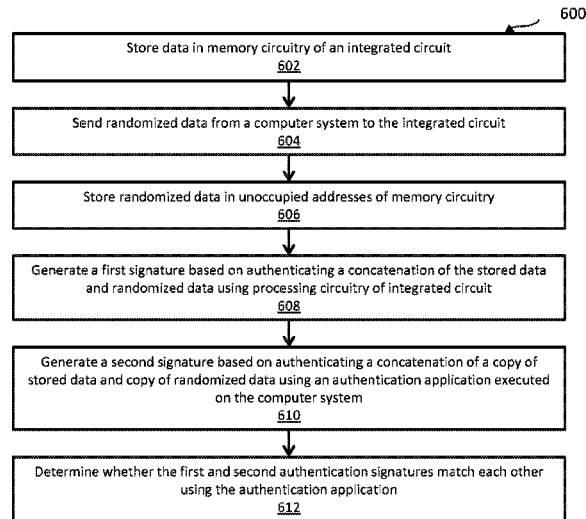 600
Store data in memory circuitry of an integrated circuit
602
Send randomized data from a computer system to the integrated circuit
604
Store randomized data in unoccupied addresses of memory circuitry
606
Generate a first signature based on authenticating a concatenation of the stored data
and randomized data using processing circuitry of integrated circuit
608
Generate a second signature based on authenticating a concatenation of a copy of
stored data and copy of randomized data using an authentication application executed
on the computer system
610
Determine whether the first and second authentication signatures match each other
using the authentication application
612